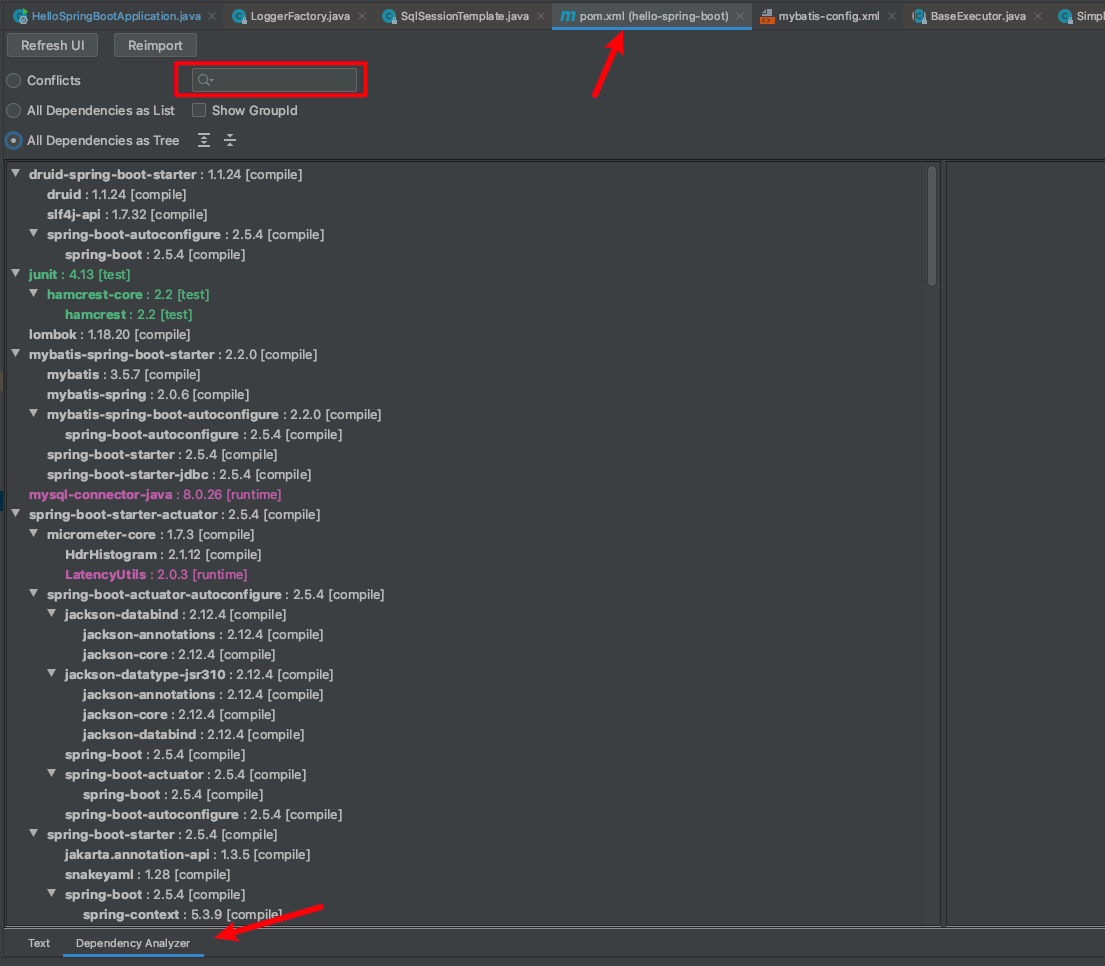 HelloSpringBootApplication.java LoggerFactory.java SqlSessionTemplate.java pom.xml (hello-spring-boot) mybatis-config.xml BaseExecutor.java Simpl
Refresh UI Reimport
Conflicts
All Dependencies as List Show GroupId
All Dependencies as Tree
druid-spring-boot-starter : 1.1.24 [compile]
druid : 1.1.24 [compile]
slf4j-api : 1.7.32 [compile]
spring-boot-autoconfigure : 2.5.4 [compile]
spring-boot : 2.5.4 [compile]
junit : 4.13 [test]
hamcrest-core : 2.2 [test]
hamcrest : 2.2 [test]
lombok : 1.18.20 [compile]
mybatis-spring-boot-starter : 2.2.0 [compile]
mybatis : 3.5.7 [compile]
mybatis-spring : 2.0.6 [compile]
mybatis-spring-boot-autoconfigure : 2.2.0 [compile]
spring-boot-autoconfigure : 2.5.4 [compile]
spring-boot-starter : 2.5.4 [compile]
spring-boot-starter-jdbc : 2.5.4 [compile]
mysql-connector-java : 8.0.26 [runtime]
spring-boot-starter-actuator : 2.5.4 [compile]
micrometer-core : 1.7.3 [compile]
HdrHistogram : 2.1.12 [compile]
LatencyUtils : 2.0.3 [runtime]
spring-boot-actuator-autoconfigure : 2.5.4 [compile]
jackson-databind : 2.12.4 [compile]
jackson-annotations : 2.12.4 [compile]
jackson-core : 2.12.4 [compile]
jackson-datatype-jsr310 : 2.12.4 [compile]
jackson-annotations : 2.12.4 [compile]
jackson-core : 2.12.4 [compile]
jackson-databind : 2.12.4 [compile]
spring-boot : 2.5.4 [compile]
spring-boot-actuator : 2.5.4 [compile]
spring-boot : 2.5.4 [compile]
spring-boot-autoconfigure : 2.5.4 [compile]
spring-boot-starter : 2.5.4 [compile]
jakarta.annotation-api : 1.3.5 [compile]
snakeyaml : 1.28 [compile]
spring-boot : 2.5.4 [compile]
spring-context : 5.3.9 [compile]
Text Dependency Analyzer